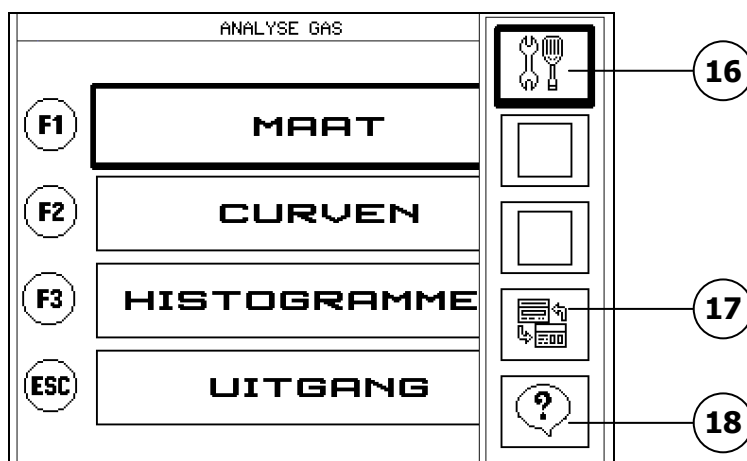 ANALYSE GAS
F1 MAAT
F2 CURVEN
F3 HISTOGRAMME
ESC UITGANG
?
16
17
18